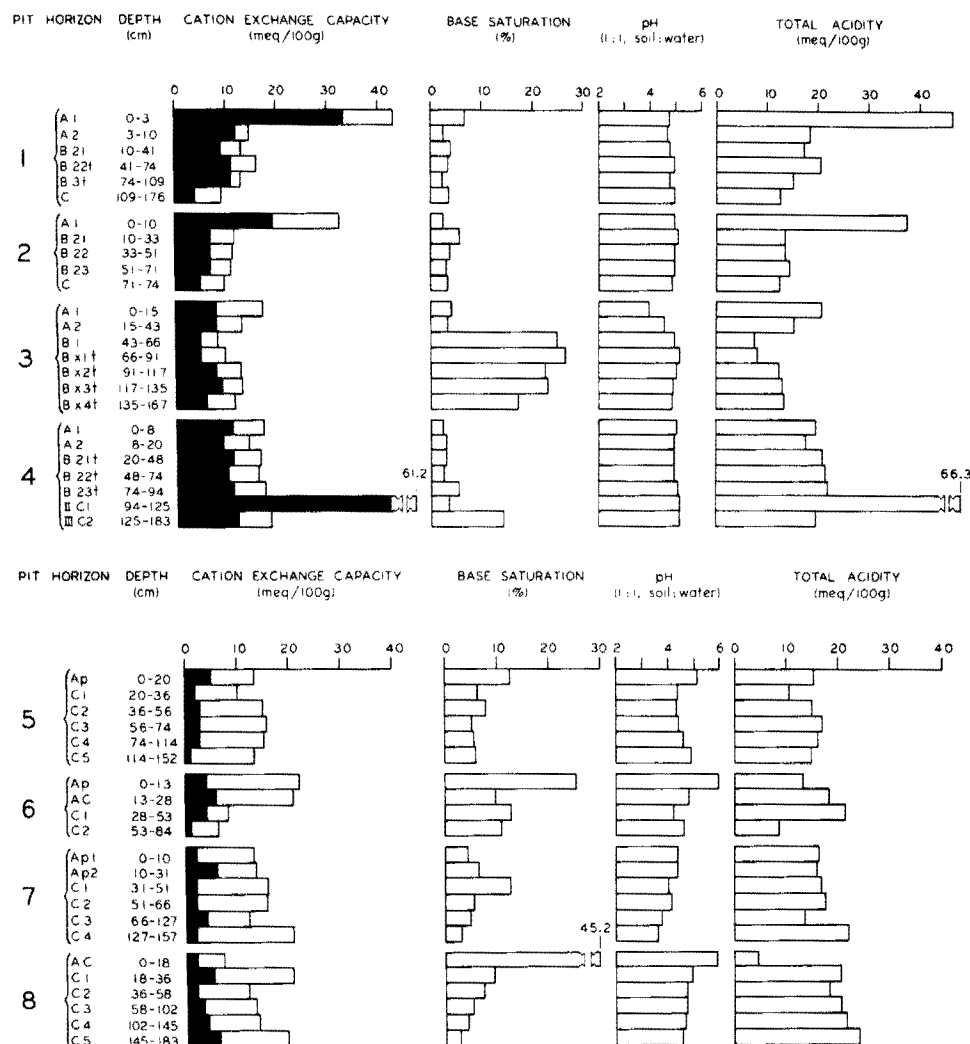 PIT HORIZON DEPTH CATION EXCHANGE CAPACITY BASE SATURATION pH TOTAL ACIDITY
(cm) (meq/100g) (%) (1:1, soil:water) (meq/100g)
0 10 20 30 40 0 10 20 30 2 4 6 0 10 20 30 40
1
A1 0-3
A2 3-10
B21 10-41
B22t 41-74
B3t 74-109
C 109-176
2
A1 0-10
B21 10-33
B22 33-51
B23 51-71
C 71-74
3
A1 0-15
A2 15-43
B1 43-66
Bx1t 66-91
Bx2t 91-117
Bx3t 117-135
Bx4t 135-167
4
A1 0-8
A2 8-20
B21t 20-48
B22t 48-74
B23t 74-94
II C1 94-125
III C2 125-183
61.2 66.3
PIT HORIZON DEPTH CATION EXCHANGE CAPACITY BASE SATURATION pH TOTAL ACIDITY
(cm) (meq/100g) (%) (1:1, soil:water) (meq/100g)
0 10 20 30 40 0 10 20 30 2 4 6 0 10 20 30 40
5
Ap 0-20
C1 20-36
C2 36-56
C3 56-74
C4 74-114
C5 114-152
6
Ap 0-13
AC 13-28
C1 28-53
C2 53-84
7
Ap1 0-10
Ap2 10-31
C1 31-51
C2 51-66
C3 66-127
C4 127-157
45.2
8
AC 0-18
C1 18-36
C2 36-58
C3 58-102
C4 102-145
C5 145-183